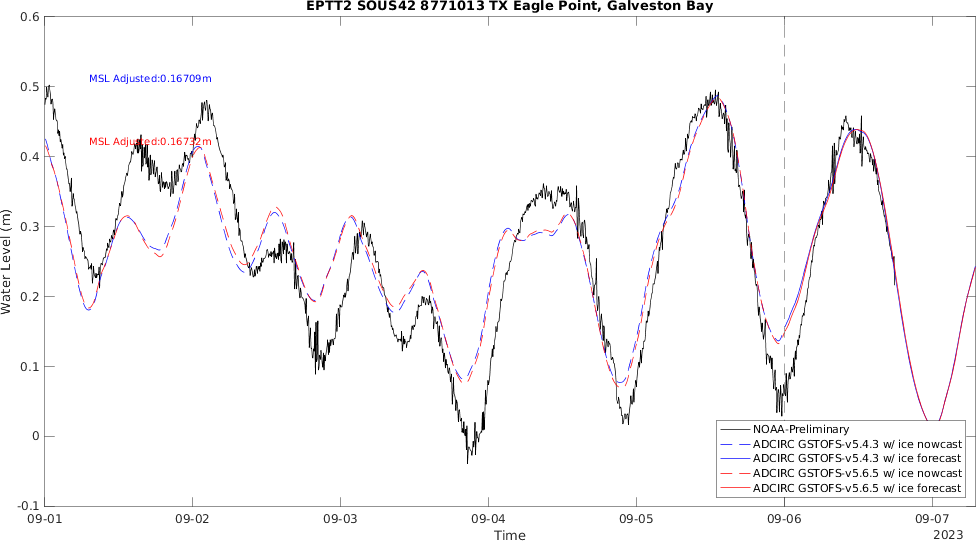 EPTT2 SOUS42 8771013 TX Eagle Point, Galveston Bay
0.6
0.5
0.4
0.3
0.2
0.1
0
-0.1
Water Level (m)
MSL Adjusted:0.16709m
MSL Adjusted:0.16732m
NOAA-Preliminary
ADCIRC GSTOFS-v5.4.3 w/ ice nowcast
ADCIRC GSTOFS-v5.4.3 w/ ice forecast
ADCIRC GSTOFS-v5.6.5 w/ ice nowcast
ADCIRC GSTOFS-v5.6.5 w/ ice forecast
09-01
09-02
09-03
09-04
09-05
09-06
09-07
Time
2023